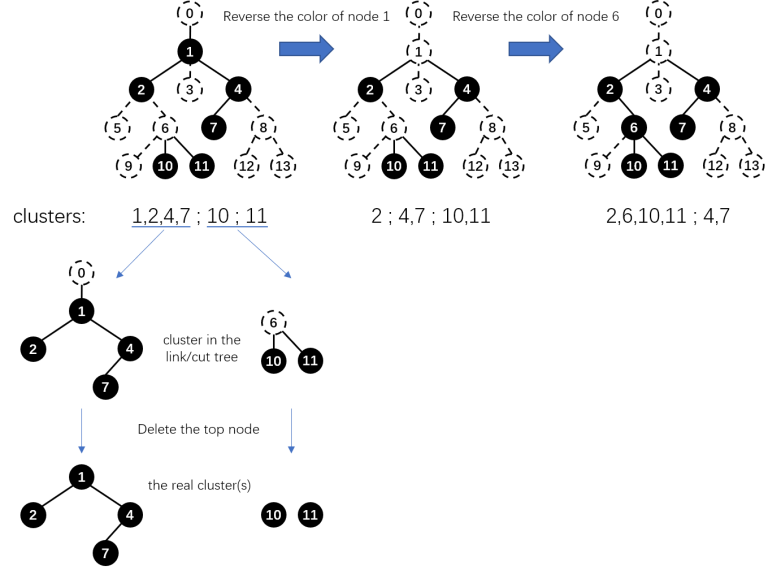 0 0 0
Reverse the color of node 1 Reverse the color of node 6
1 1 1
2 3 4 2 3 4 2 3 4
5 6 7 8 5 6 7 8 5 6 7 8
9 10 11 12 13 9 10 11 12 13 9 10 11 12 13
clusters: 1,2,4,7 ; 10 ; 11 2 ; 4,7 ; 10,11 2,6,10,11 ; 4,7
0
1 6
2 4 10 11
cluster in the
link/cut tree
7
Delete the top node
1
the real cluster(s)
2 4 10 11
7